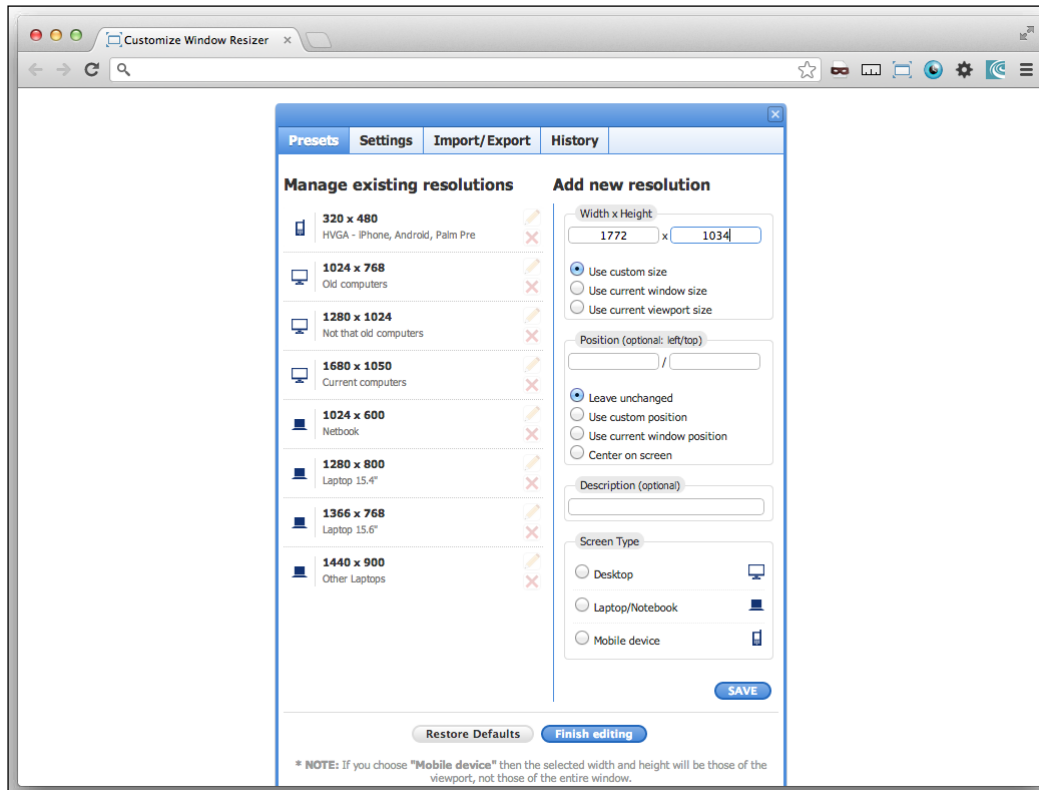 Customize Window Resizer
Presets Settings Import/Export History
Manage existing resolutions
320 x 480
HVGA - iPhone, Android, Palm Pre
1024 x 768
Old computers
1280 x 1024
Not that old computers
1680 x 1050
Current computers
1024 x 600
Netbook
1280 x 800
Laptop 15.4"
1366 x 768
Laptop 15.6"
1440 x 900
Other Laptops
Add new resolution
Width x Height
1772 x 1034
Use custom size
Use current window size
Use current viewport size
Position (optional: left/top)
/
Leave unchanged
Use custom position
Use current window position
Center on screen
Description (optional)
Screen Type
Desktop
Laptop/Notebook
Mobile device
SAVE
Restore Defaults Finish editing
* NOTE: If you choose "Mobile device" then the selected width and height will be those of the
viewport, not those of the entire window.